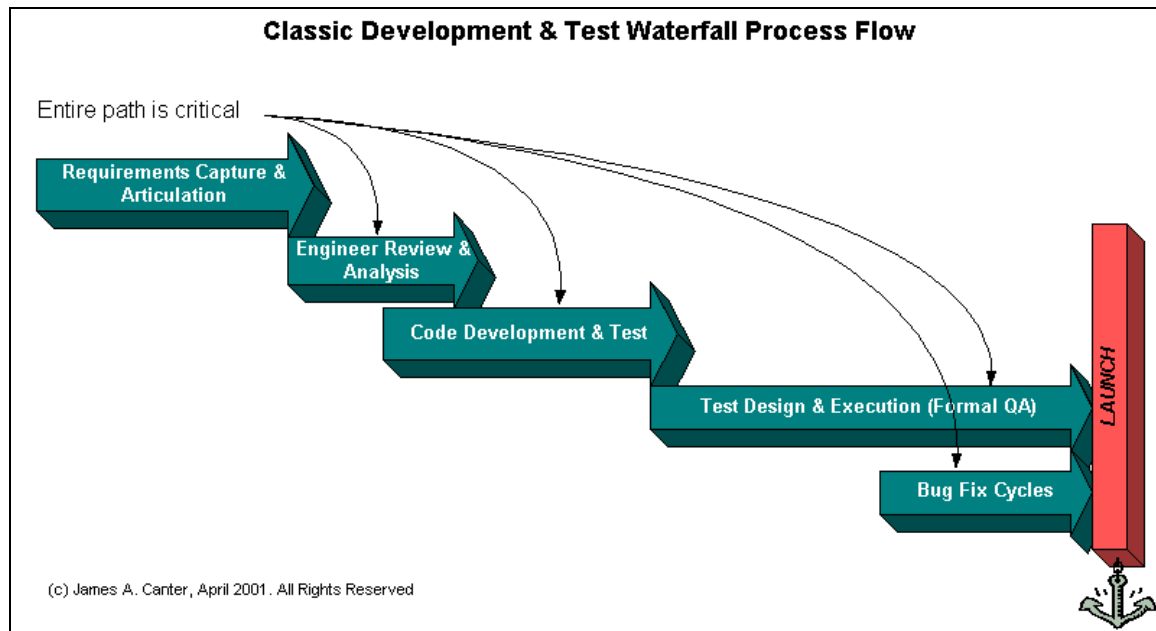 Classic Development & Test Waterfall Process Flow
Entire path is critical
Requirements Capture &
Articulation
Engineer Review &
Analysis
Code Development & Test
Test Design & Execution (Formal QA)
LAUNCH
Bug Fix Cycles
(c) James A. Canter, April 2001. All Rights Reserved